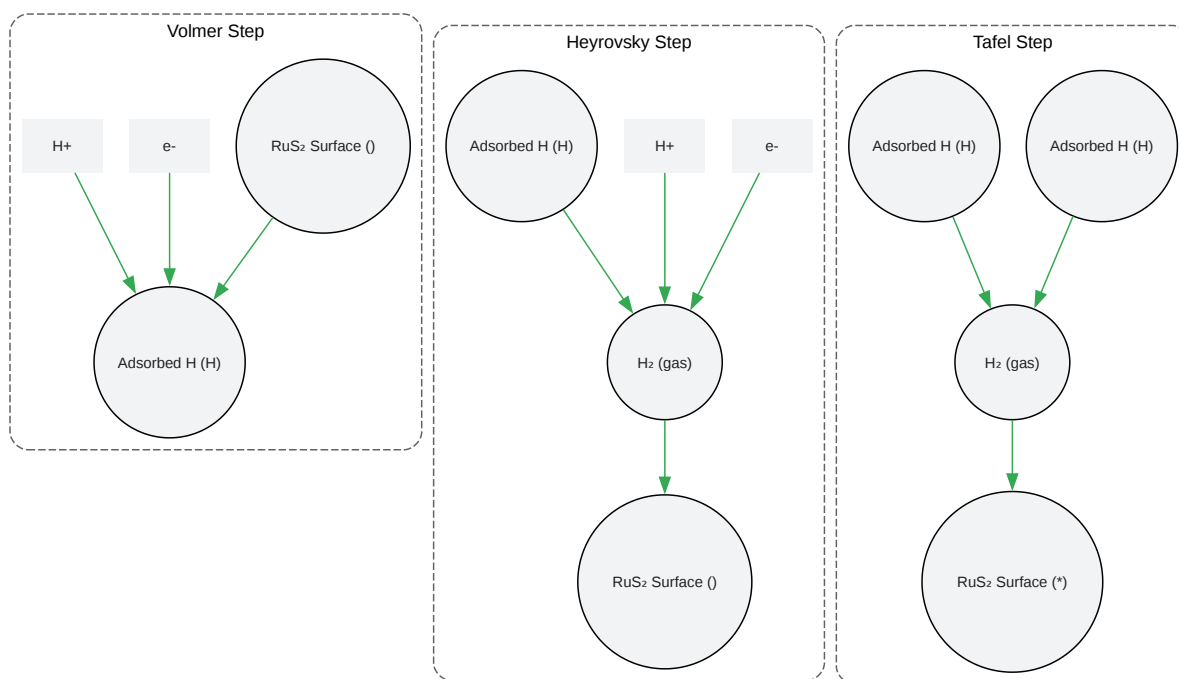 Volmer Step
H+
e-
RuS₂ Surface ()
Adsorbed H (H)
Heyrovsky Step
Adsorbed H (H)
H+
e-
H₂ (gas)
RuS₂ Surface ()
Tafel Step
Adsorbed H (H)
Adsorbed H (H)
H₂ (gas)
RuS₂ Surface (*)